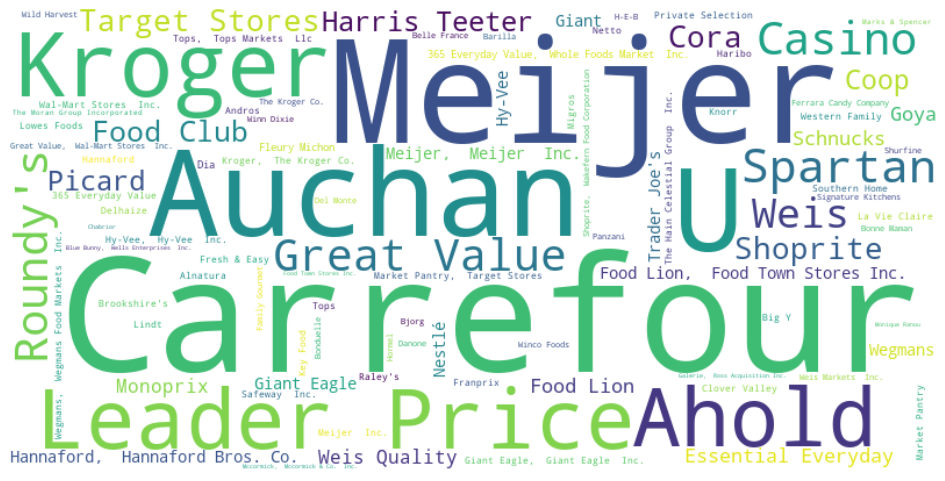 Wild Harvest
Target Stores
Harris Teeter
Giant
H-E-B
Private Selection
Marks & Spencer
Kroger
Tops, Tops Markets Llc
Belle France
Barilla
Netto
Cora
Casino
Meijer
365 Everyday Value, Whole Foods Market Inc.
Haribo
Coop
Wal-Mart Stores Inc.
The Kroger Co.
Andros
Hy-Vee
Migros
Shoprite, Wakefern Food Corporation
Knorr
Ferrara Candy Company
Western Family
Goya
The Moran Group Incorporated
Winn Dixie
Lowes Foods
Food Club
Schnucks
Great Value, Wal-Mart Stores Inc.
Fleury Michon
Shurfine
Hannaford
Dia
Kroger, The Kroger Co.
Meijer, Meijer Inc.
Trader Joe's
The Hain Celestial Group Inc.
Spartan
Roundy's
Picard
Auchan
U
Southern Home
Signature Kitchens
365 Everyday Value
Del Monte
Weis
La Vie Claire
Delhaize
Bonne Maman
Chabrior
Hy-Vee, Hy-Vee Inc.
Panzani
Shoprite
Blue Bunny, Wells Enterprises Inc.
Great Value
Fresh & Easy
Alnatura
Food Town Stores Inc.
Market Pantry, Target Stores
Food Lion, Food Town Stores Inc.
Family Gourmet
Carrefour
Brookshire's
Tops
Lindt
Bjorg
Big Y
Monique Ranou
Wegmans, Wegmans Food Markets Inc.
Key Food
Bonduelle
Hormel
Danone
Nestlé
Winco Foods
Wegmans
Monoprix
Giant Eagle
Raley's
Franprix
Food Lion
Galerie, Ross Acquisition Inc.
Weis Markets Inc.
Safeway Inc.
Clover Valley
Market Pantry
Leader Price
Ahold
Meijer Inc.
Hannaford, Hannaford Bros. Co.
Weis Quality
Giant Eagle, Giant Eagle Inc.
Essential Everyday
Mccormick, Mccormick & Co. Inc.